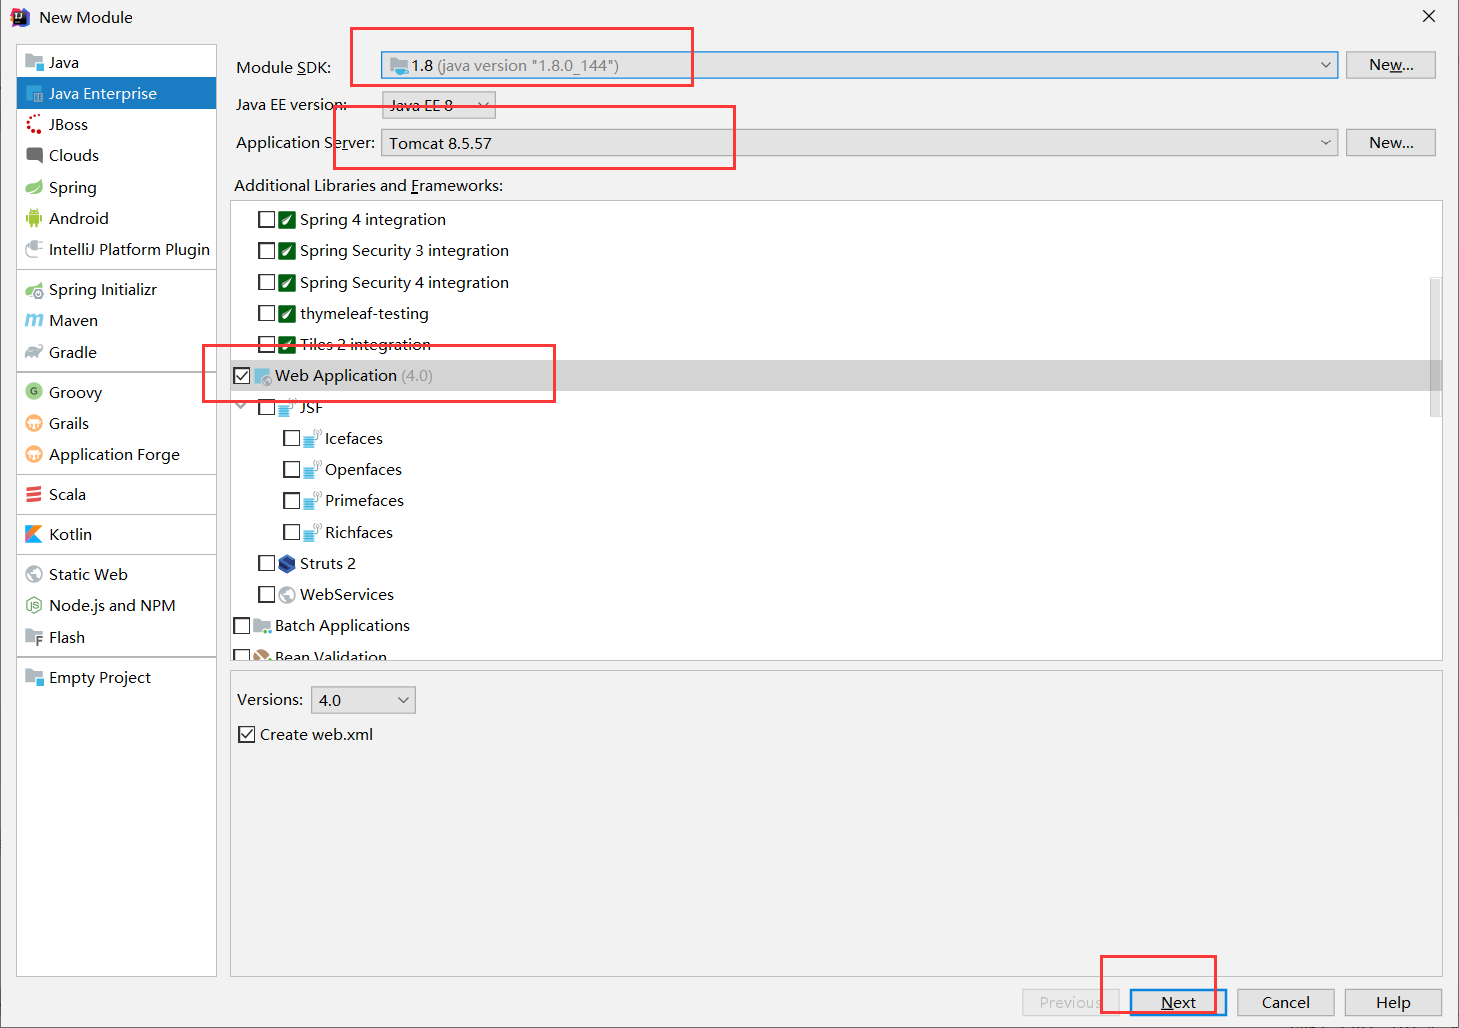 New Module
Java
Java Enterprise
JBoss
Clouds
Spring
Android
IntelliJ Platform Plugin
Spring Initializr
Maven
Gradle
Groovy
Grails
Application Forge
Scala
Kotlin
Static Web
Node.js and NPM
Flash
Empty Project
Module SDK: 1.8 (java version "1.8.0_144") New...
Java EE version: Java EE 8
Application Server: Tomcat 8.5.57 New...
Additional Libraries and Frameworks:
Spring 4 integration
Spring Security 3 integration
Spring Security 4 integration
thymeleaf-testing
Tiles 2 integration
Web Application (4.0)
JSF
Icefaces
Openfaces
Primefaces
Richfaces
Struts 2
WebServices
Batch Applications
Bean Validation
Versions: 4.0
Create web.xml
Previous Next Cancel Help